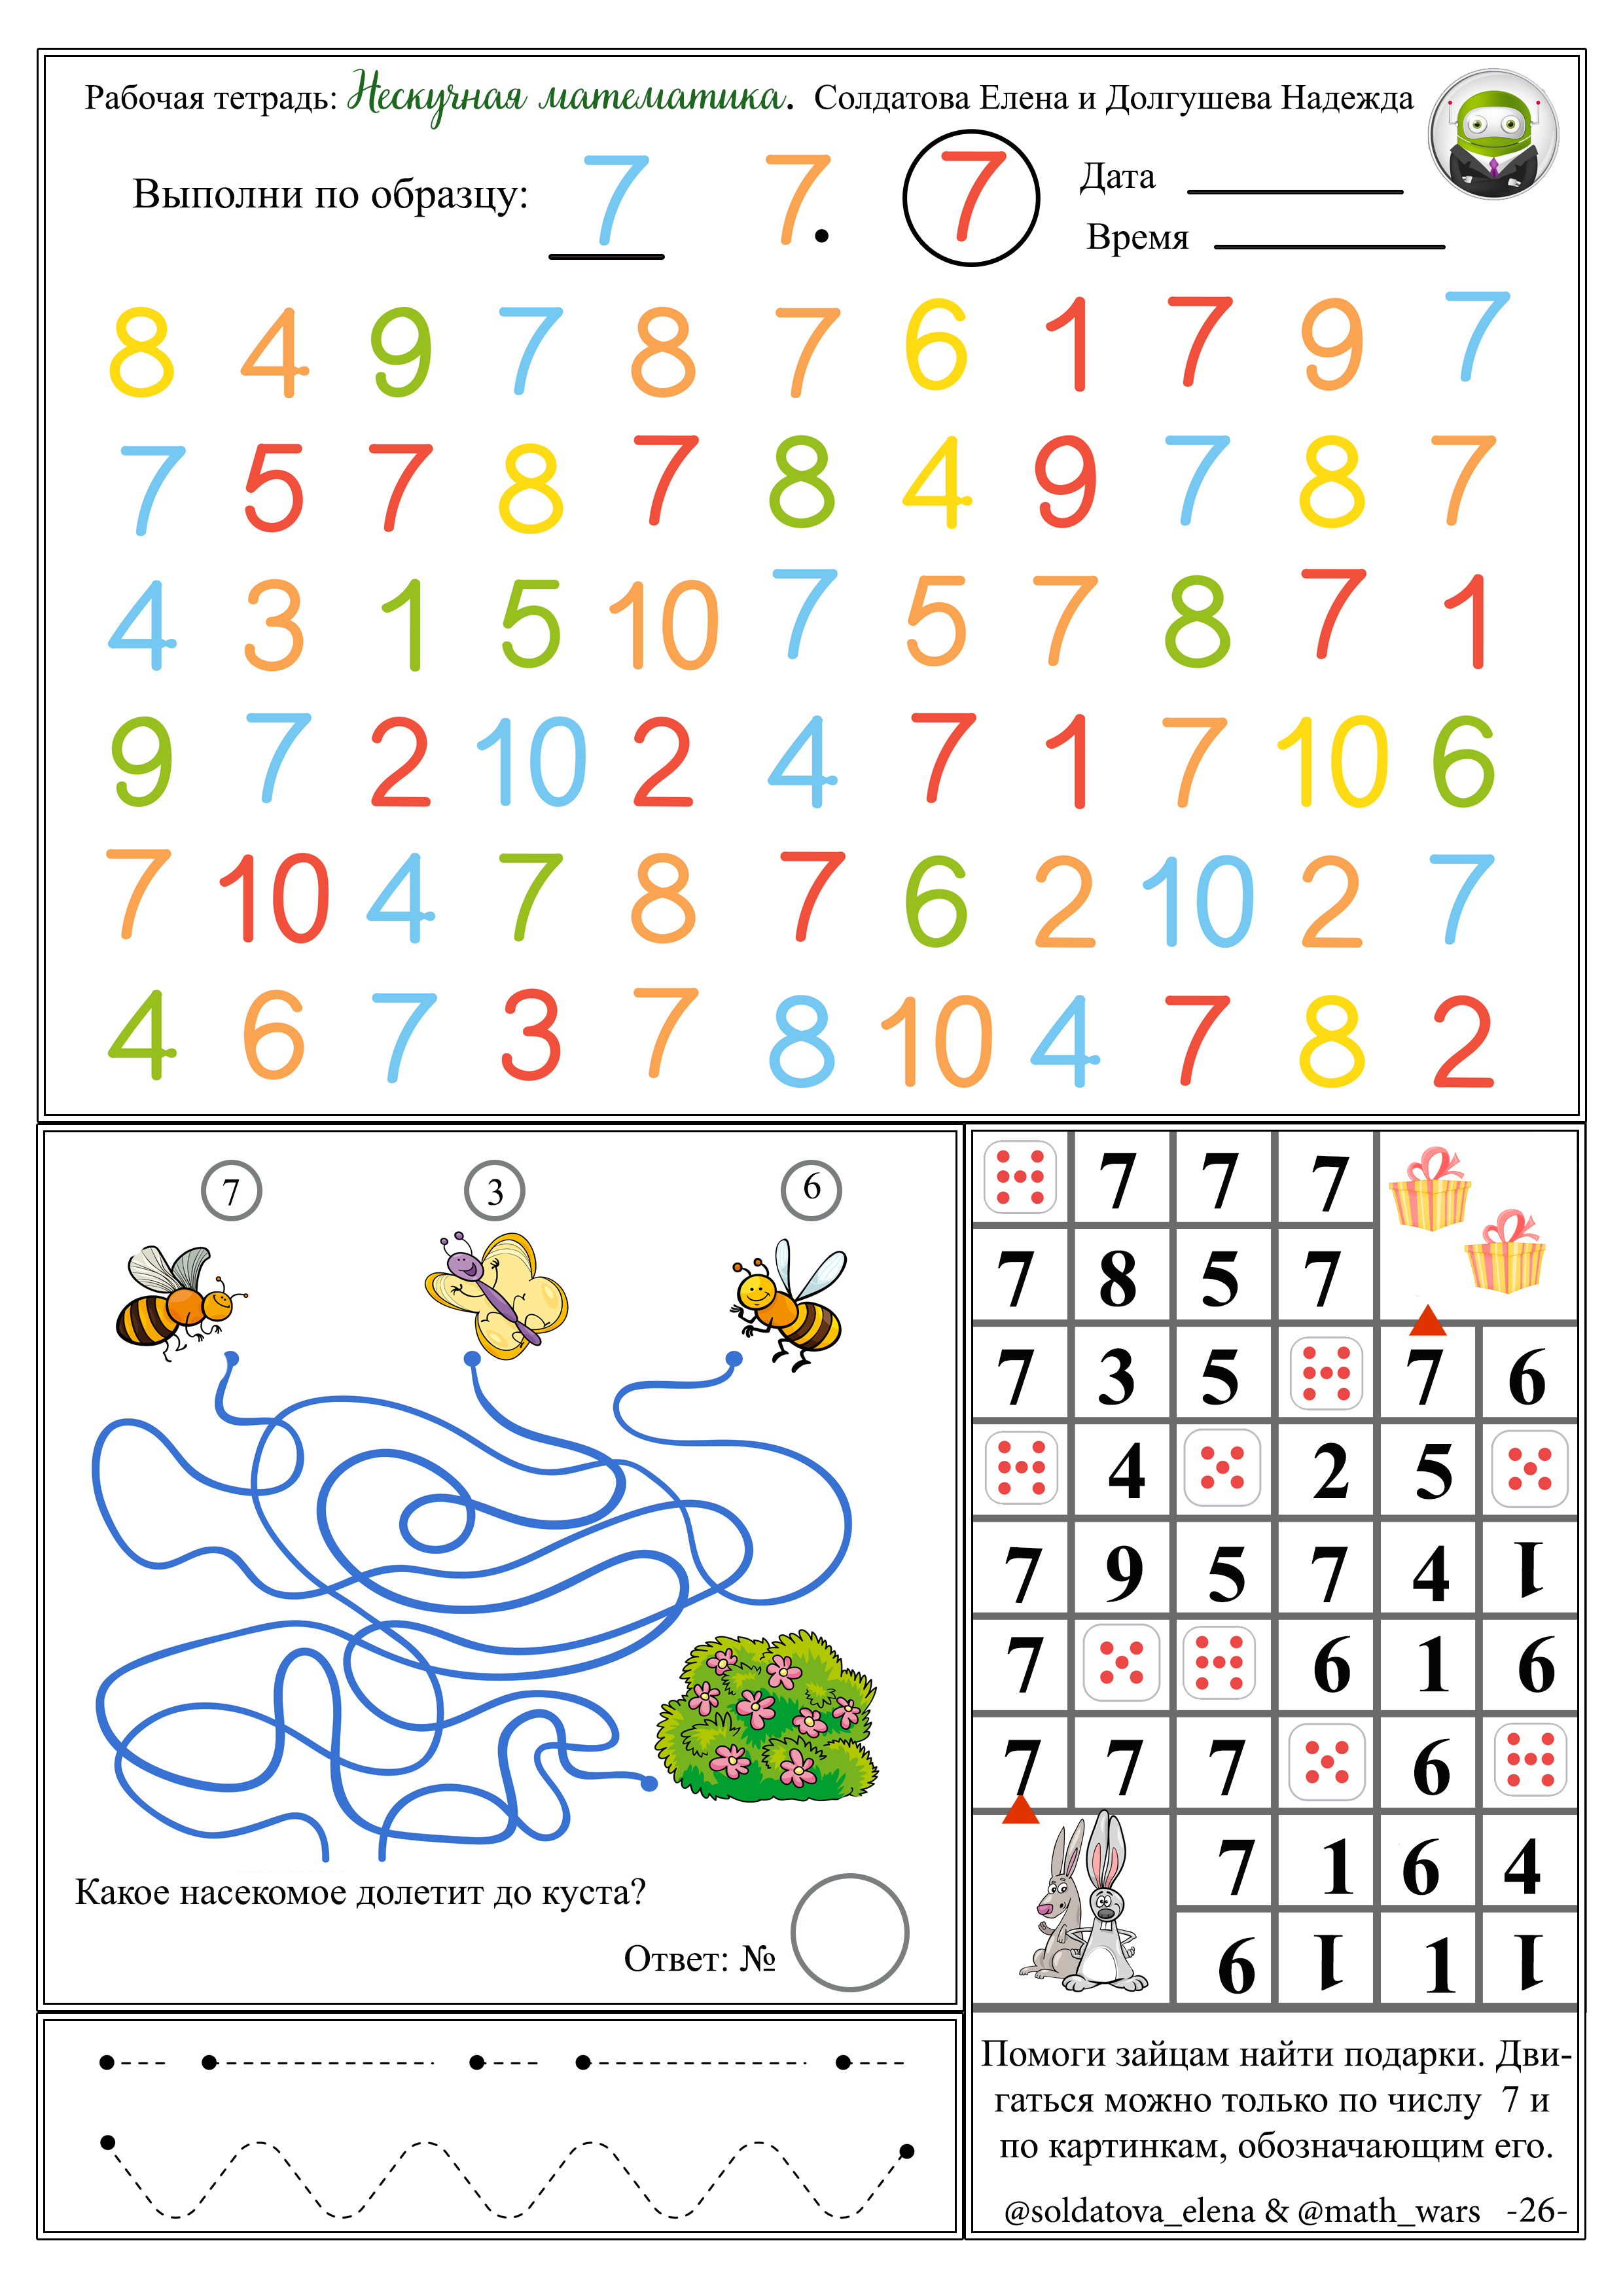 Рабочая тетрадь: Нескучная математика. Солдатова Елена и Долгушева Надежда
Выполни по образцу: 7 7. 7 Дата
Время
8 4 9 7 8 7 6 1 7 9 7
7 5 7 8 7 8 4 9 7 8 7
4 3 1 5 10 7 5 7 8 7 1
9 7 2 10 2 4 7 1 7 10 6
7 10 4 7 8 7 6 2 10 2 7
4 6 7 3 7 8 10 4 7 8 2
7 3 6
Какое насекомое долетит до куста?
Ответ: №
7 7 7
7 8 5 7
7 3 5 7 6
4 2 5
7 9 5 7 4 1
7 6 1 6
7 7 7 6
7 1 6 4
6 1 1 1
Помоги зайцам найти подарки. Дви-
гаться можно только по числу 7 и
по картинкам, обозначающим его.
@soldatova_elena & @math_wars -26-